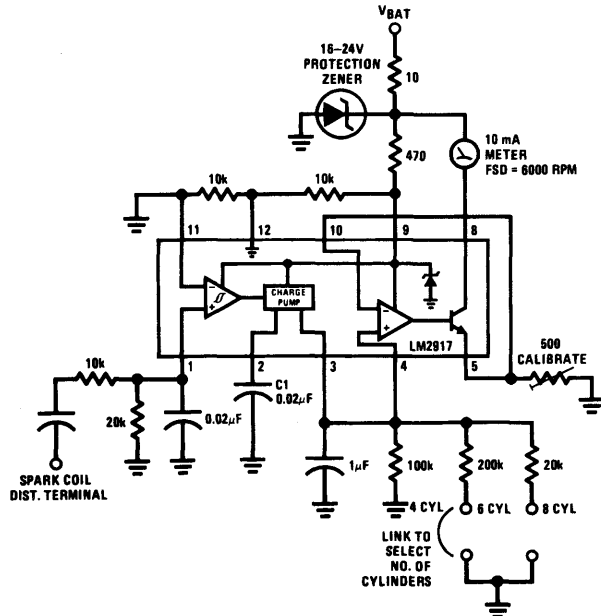 VBAT
16–24V
PROTECTION
ZENER
10
470
10 mA
METER
FSD = 6000 RPM
10k
10k
11
12
10
9
8
CHARGE
PUMP
LM2917
500
CALIBRATE
1
2
3
4
5
10k
20k
0.02μF
C1
0.02μF
SPARK COIL
DIST. TERMINAL
1μF
100k
200k
20k
4 CYL
6 CYL
8 CYL
LINK TO
SELECT
NO. OF
CYLINDERS